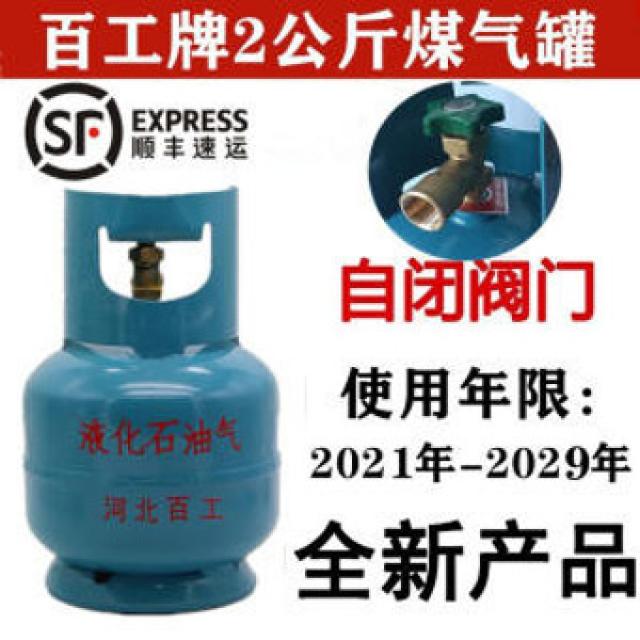 百工牌2公斤煤气罐
SF
EXPRESS
顺丰速运
自闭阀门
使用年限:
2021年-2029年
全新产品
液化石油气
河北百工